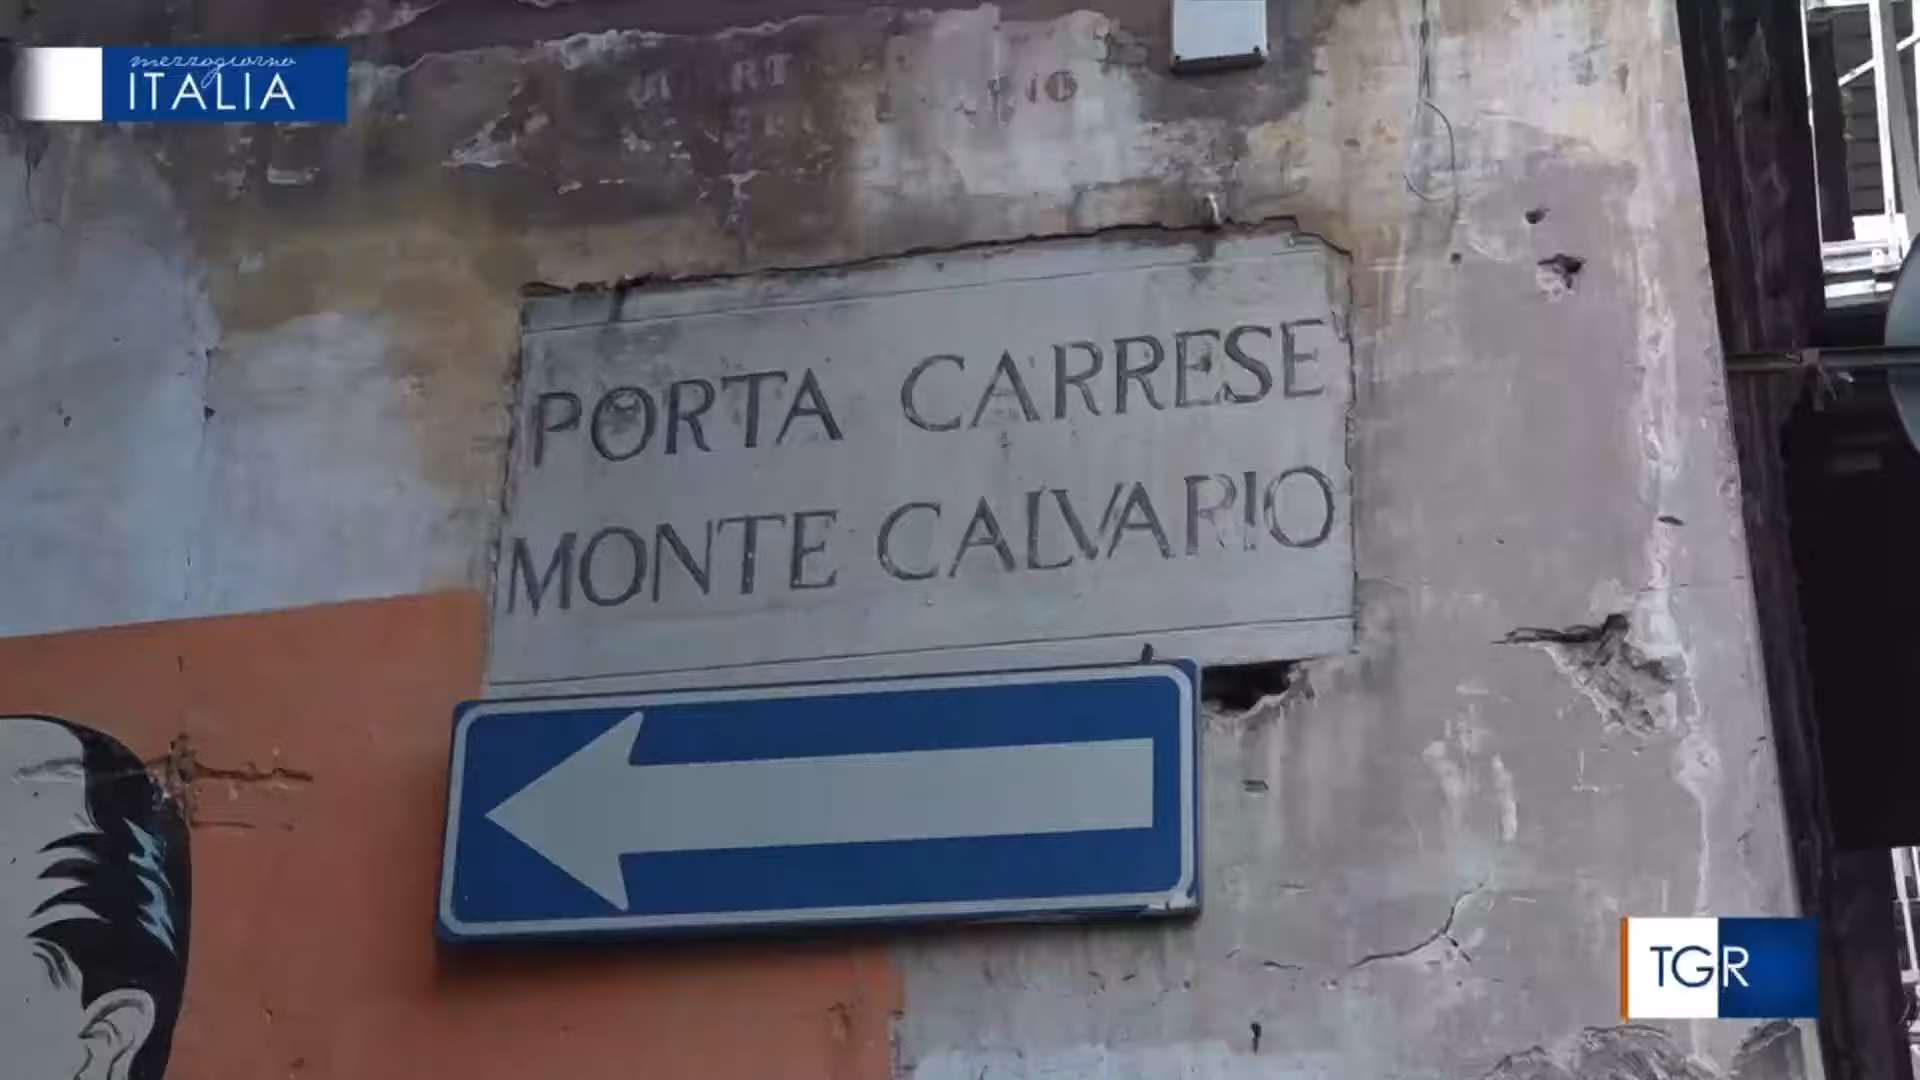 mezzogiorno
ITALIA
PORTA CARRESE
MONTE CALVARIO
TGR